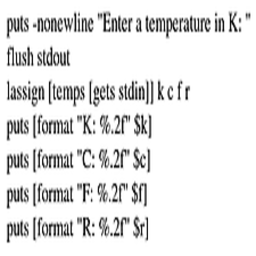 puts -nonewline "Enter a temperature in K: "
flush stdout
lassign [temps [gets stdin]] k c f r
puts [format "K: %.2f" $k]
puts [format "C: %.2f" $c]
puts [format "F: %.2f" $f]
puts [format "R: %.2f" $r]